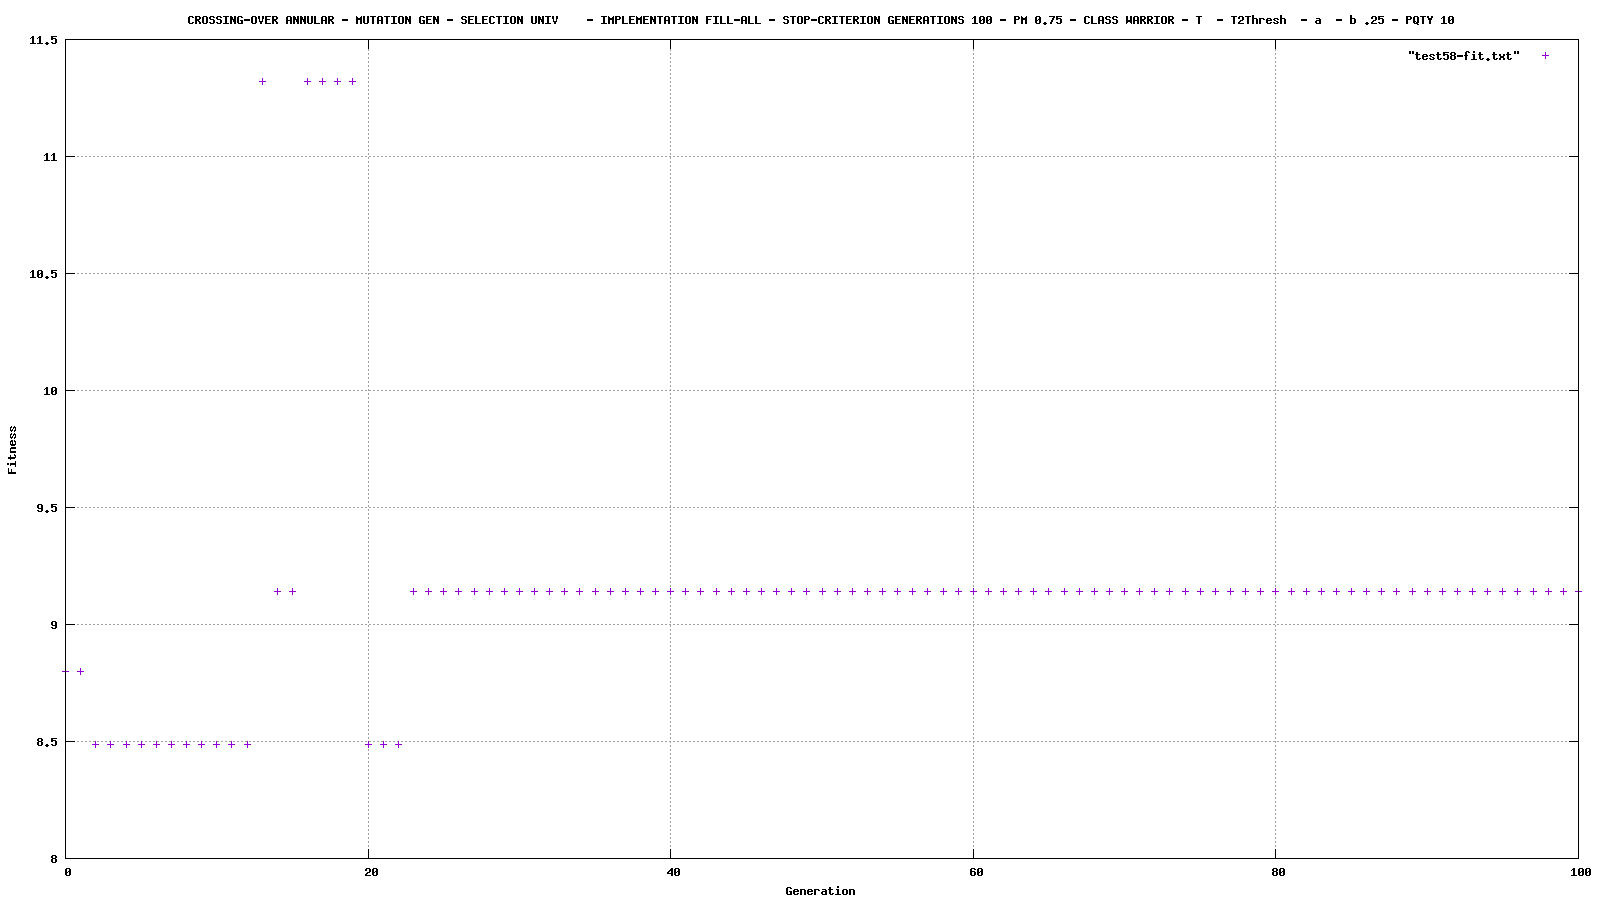 CROSSING-OVER ANNULAR - MUTATION GEN - SELECTION UNIV    - IMPLEMENTATION FILL-ALL - STOP-CRITERION GENERATIONS 100 - PM 0.75 - CLASS WARRIOR - T  - T2Thresh  - a  - b .25 - PQTY 10
"test58-fit.txt"
11.5
11
10.5
10
9.5
9
8.5
8
Fitness
0 20 40 60 80 100
Generation